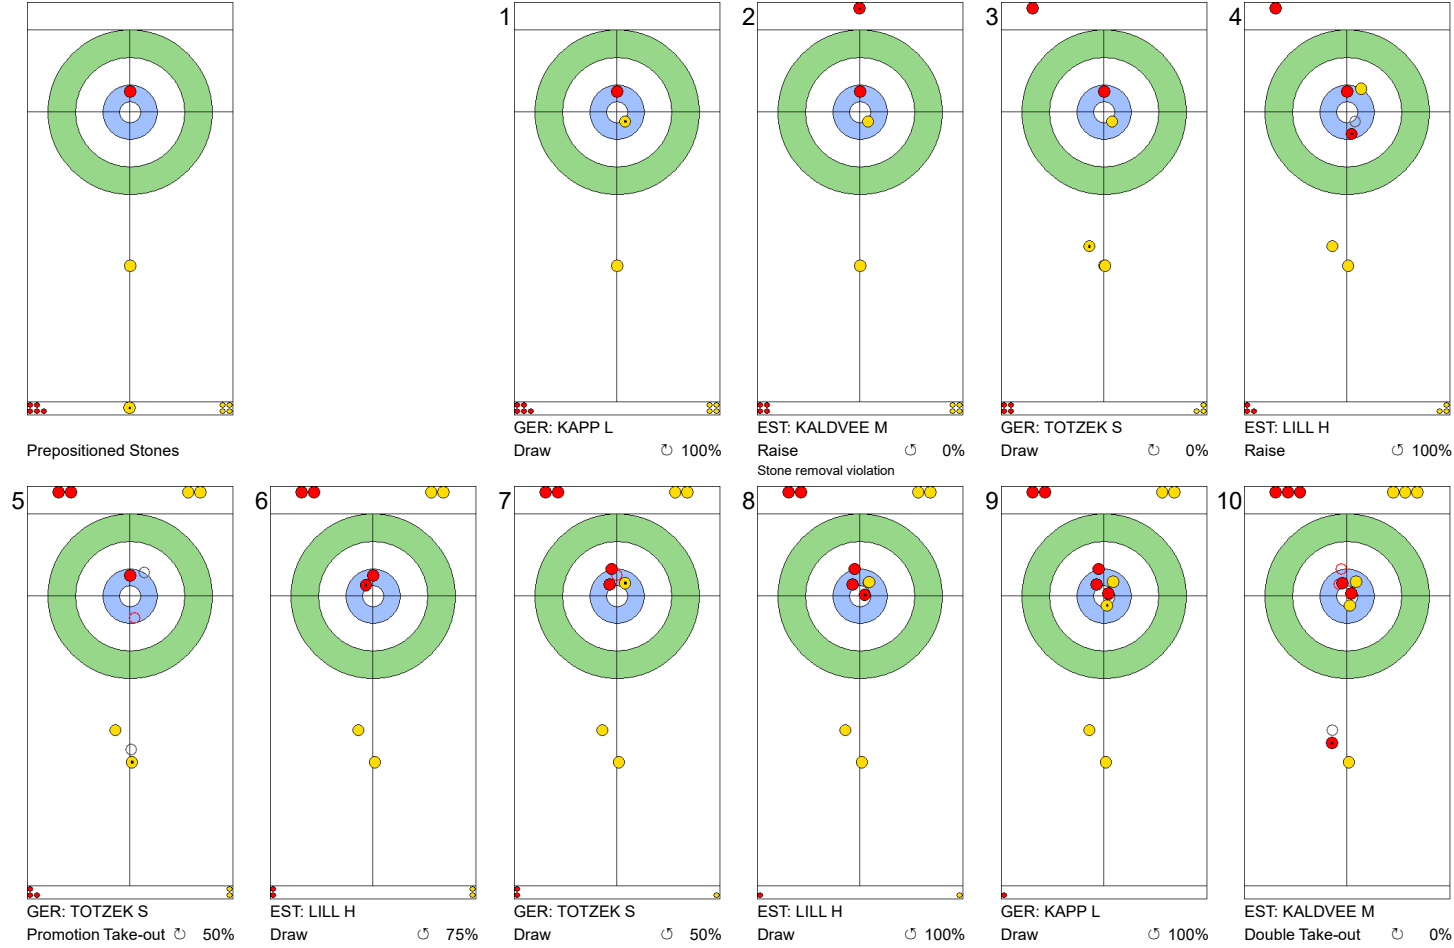 Prepositioned Stones
1
GER: KAPP L
Draw ↻ 100%
2
EST: KALDVEE M
Raise ↺ 0%
Stone removal violation
3
GER: TOTZEK S
Draw ↻ 0%
4
EST: LILL H
Raise ↺ 100%
5
GER: TOTZEK S
Promotion Take-out ↻ 50%
6
EST: LILL H
Draw ↺ 75%
7
GER: TOTZEK S
Draw ↺ 50%
8
EST: LILL H
Draw ↺ 100%
9
GER: KAPP L
Draw ↺ 100%
10
EST: KALDVEE M
Double Take-out ↻ 0%